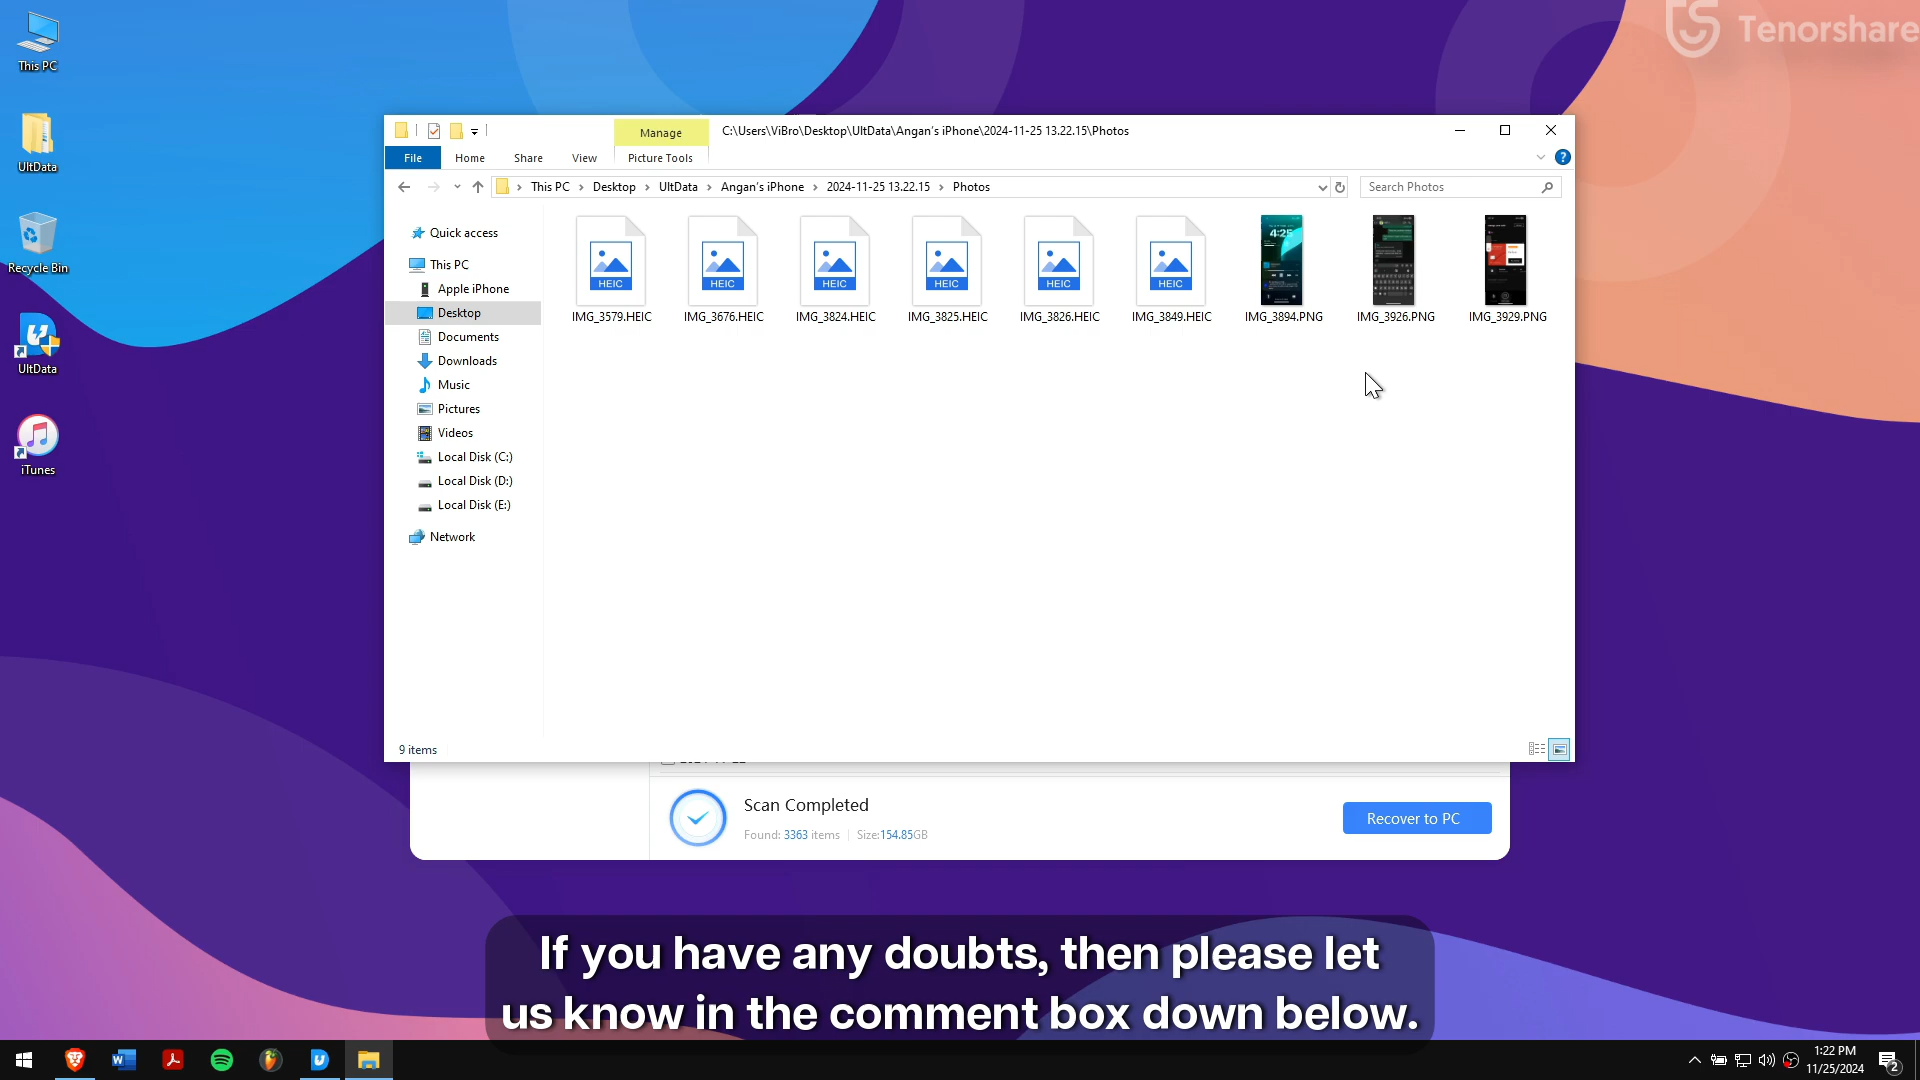 This PC
UltData
Recycle Bin
UltData
iTunes
Tenorshare
Manage
C:\Users\ViBro\Desktop\UltData\Angan's iPhone\2024-11-25 13.22.15\Photos
File Home Share View Picture Tools
This PC > Desktop > UltData > Angan's iPhone > 2024-11-25 13.22.15 > Photos
Search Photos
Quick access
This PC
Apple iPhone
Desktop
Documents
Downloads
Music
Pictures
Videos
Local Disk (C:)
Local Disk (D:)
Local Disk (E:)
Network
HEIC HEIC HEIC HEIC HEIC HEIC 4:25
IMG_3579.HEIC IMG_3676.HEIC IMG_3824.HEIC IMG_3825.HEIC IMG_3826.HEIC IMG_3849.HEIC IMG_3894.PNG IMG_3926.PNG IMG_3929.PNG
9 items
Scan Completed
Found: 3363 items | Size:154.85GB
Recover to PC
If you have any doubts, then please let
us know in the comment box down below.
1:22 PM
11/25/2024
2